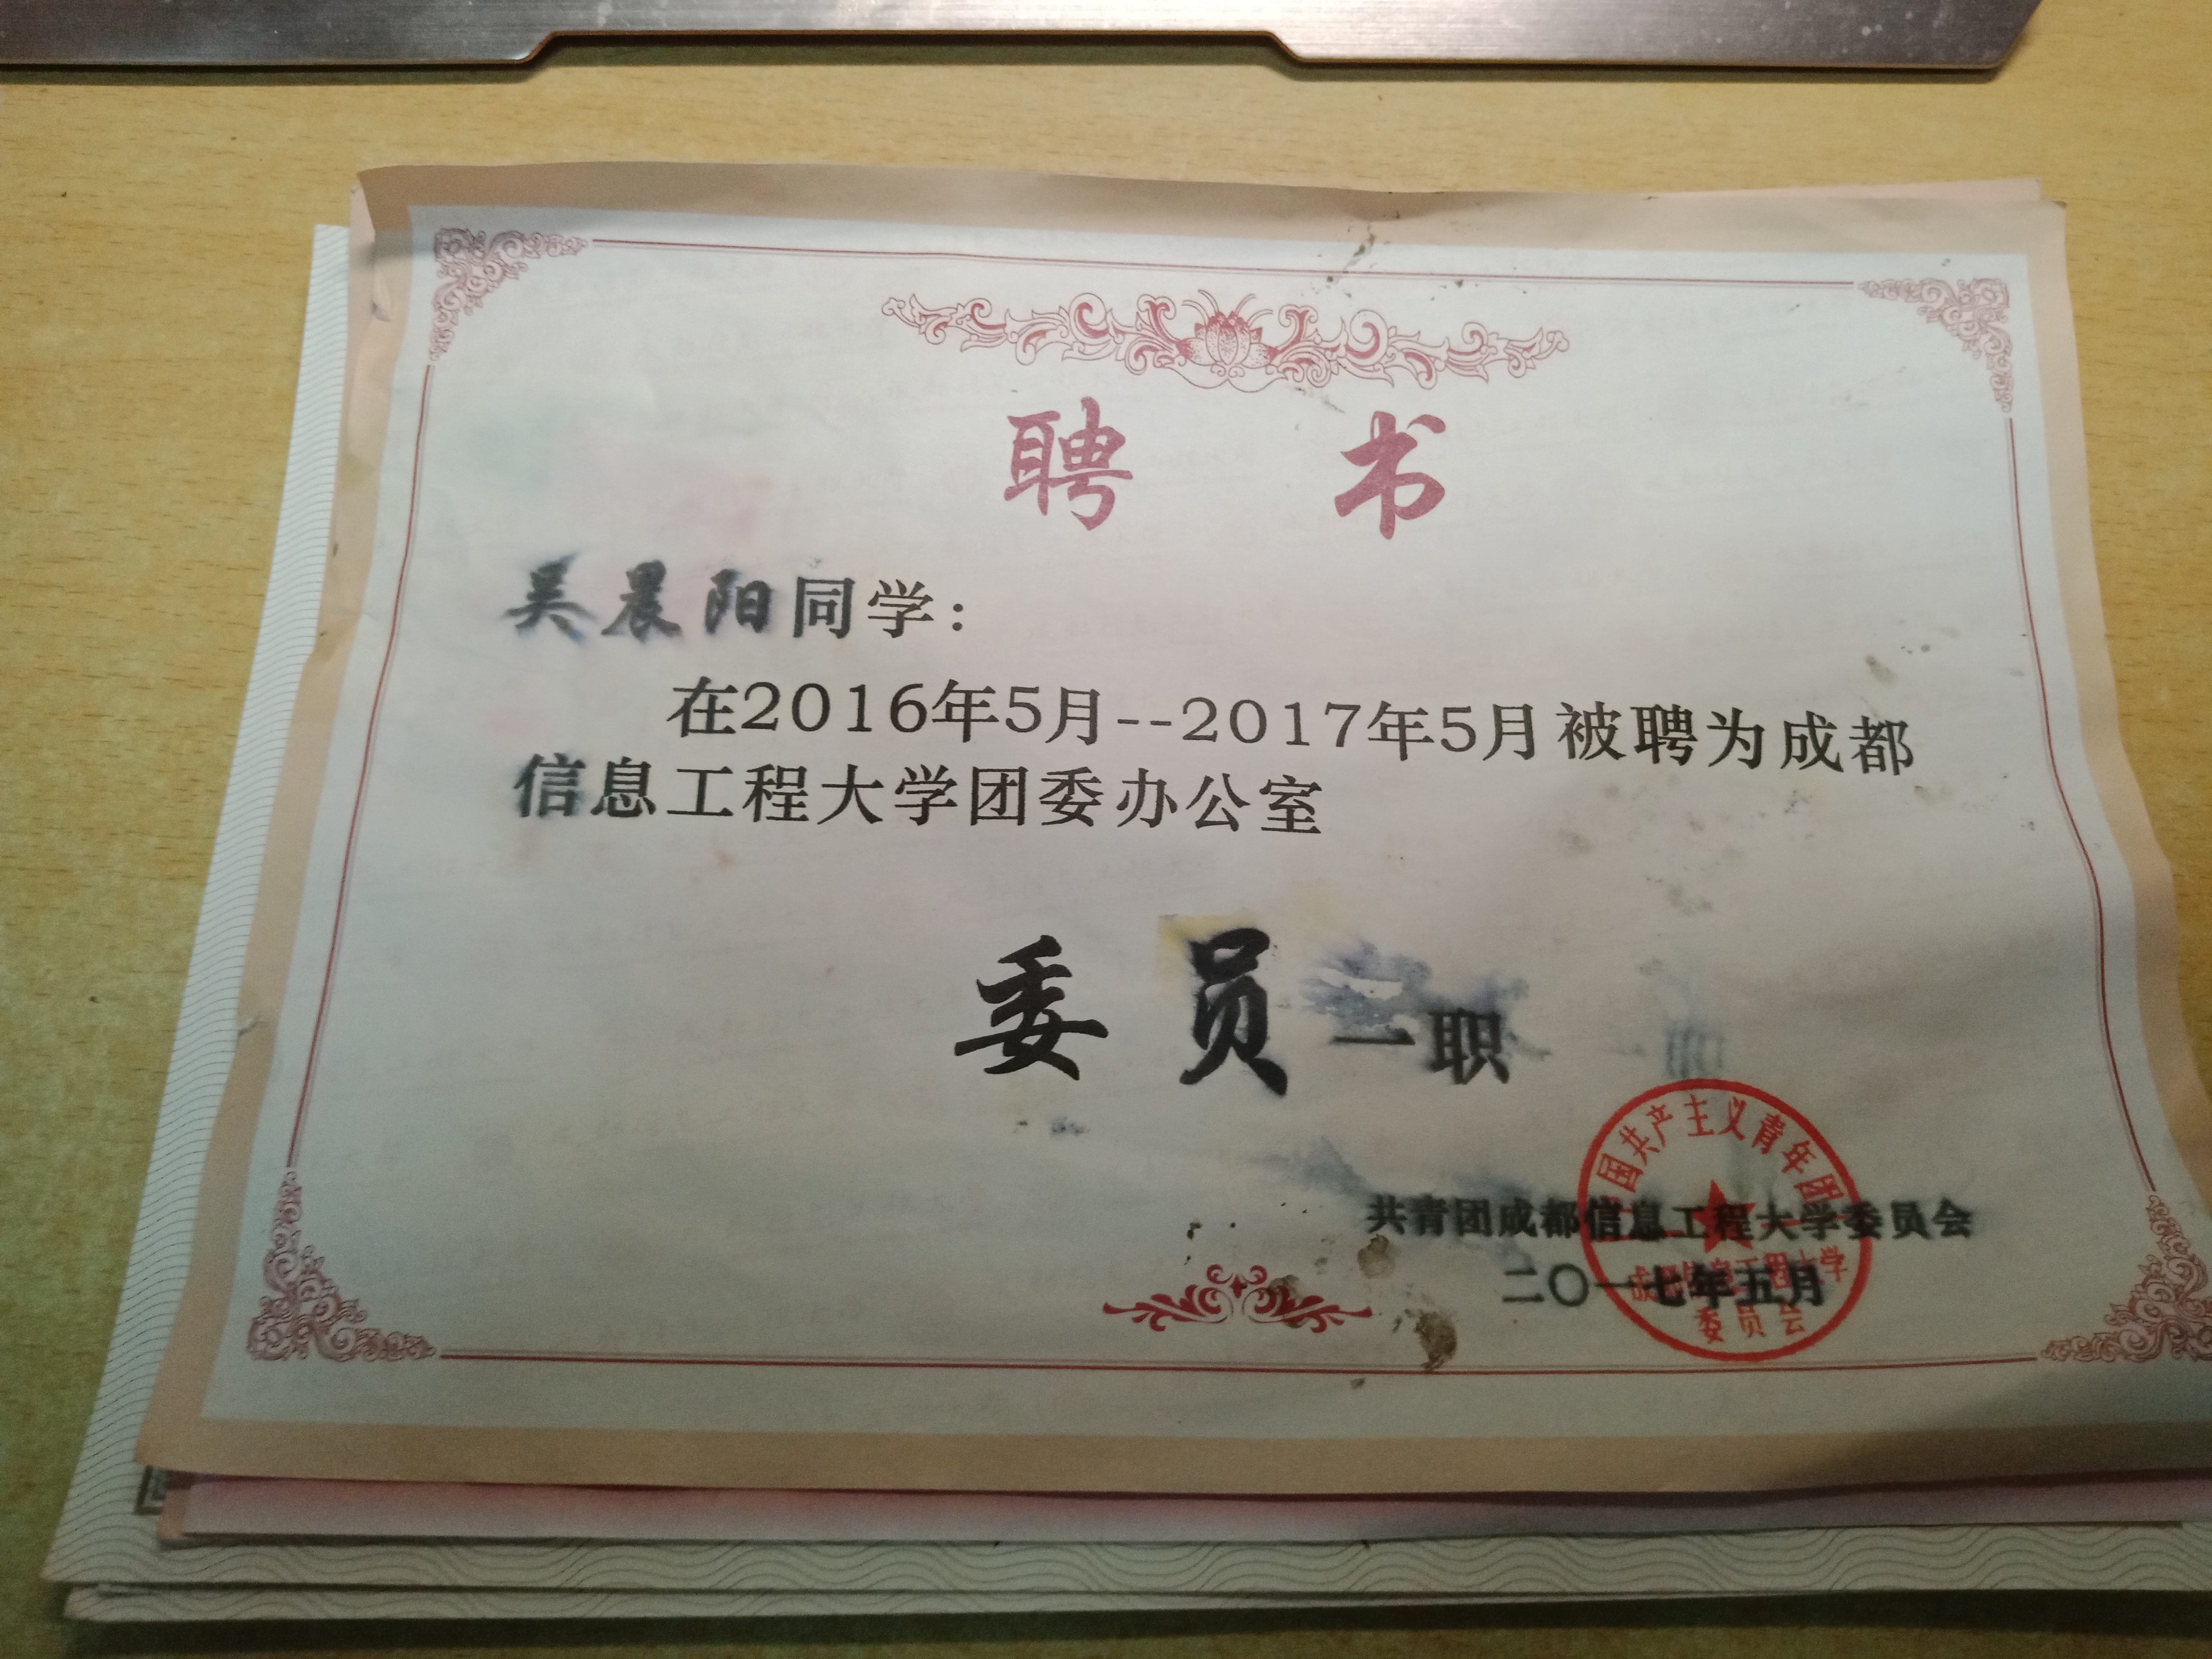 聘 书
吴晨阳同学：
在2016年5月--2017年5月被聘为成都
信息工程大学团委办公室
委员一职
共青团成都信息工程大学委员会
二〇一七年五月
国共产主义青年团
成都信息工程大学
委员会